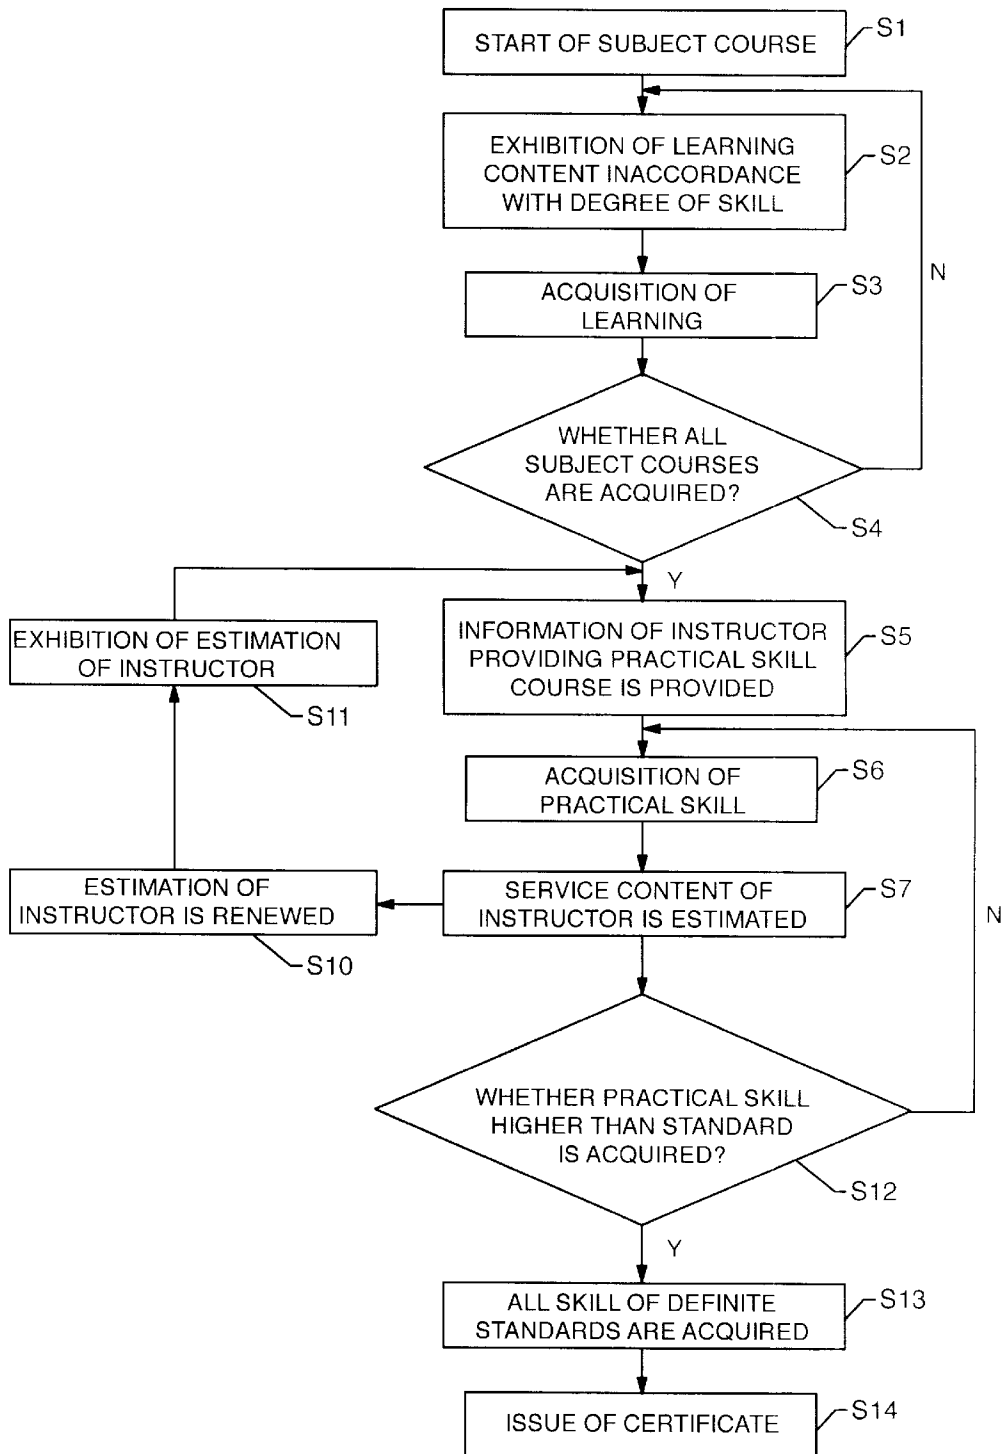 START OF SUBJECT COURSE
S1
EXHIBITION OF LEARNING
CONTENT INACCORDANCE
WITH DEGREE OF SKILL
S2
N
ACQUISITION OF
LEARNING
S3
WHETHER ALL
SUBJECT COURSES
ARE ACQUIRED?
S4
Y
EXHIBITION OF ESTIMATION
OF INSTRUCTOR
S11
INFORMATION OF INSTRUCTOR
PROVIDING PRACTICAL SKILL
COURSE IS PROVIDED
S5
ACQUISITION OF
PRACTICAL SKILL
S6
ESTIMATION OF
INSTRUCTOR IS RENEWED
S10
SERVICE CONTENT OF
INSTRUCTOR IS ESTIMATED
S7
N
WHETHER PRACTICAL SKILL
HIGHER THAN STANDARD
IS ACQUIRED?
S12
Y
ALL SKILL OF DEFINITE
STANDARDS ARE ACQUIRED
S13
ISSUE OF CERTIFICATE
S14